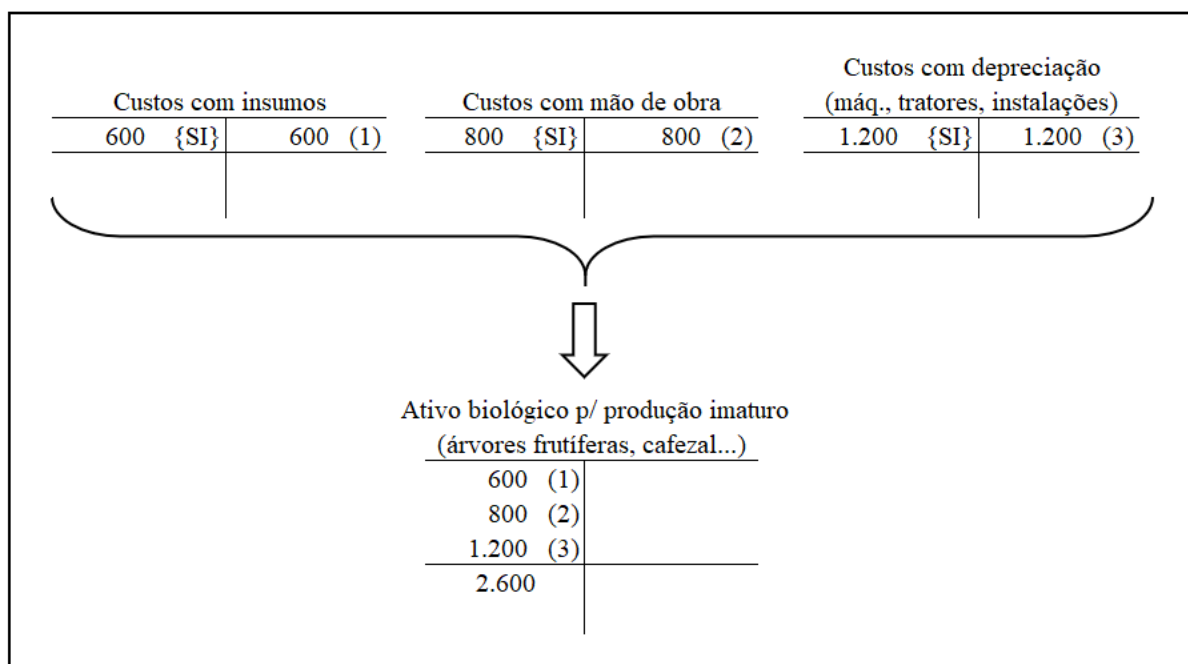 Custos com depreciação
Custos com insumos Custos com mão de obra (máq., tratores, instalações)
600 {SI} 600 (1) 800 {SI} 800 (2) 1.200 {SI} 1.200 (3)
Ativo biológico p/ produção imaturo
(árvores frutíferas, cafezal...)
600 (1)
800 (2)
1.200 (3)
2.600